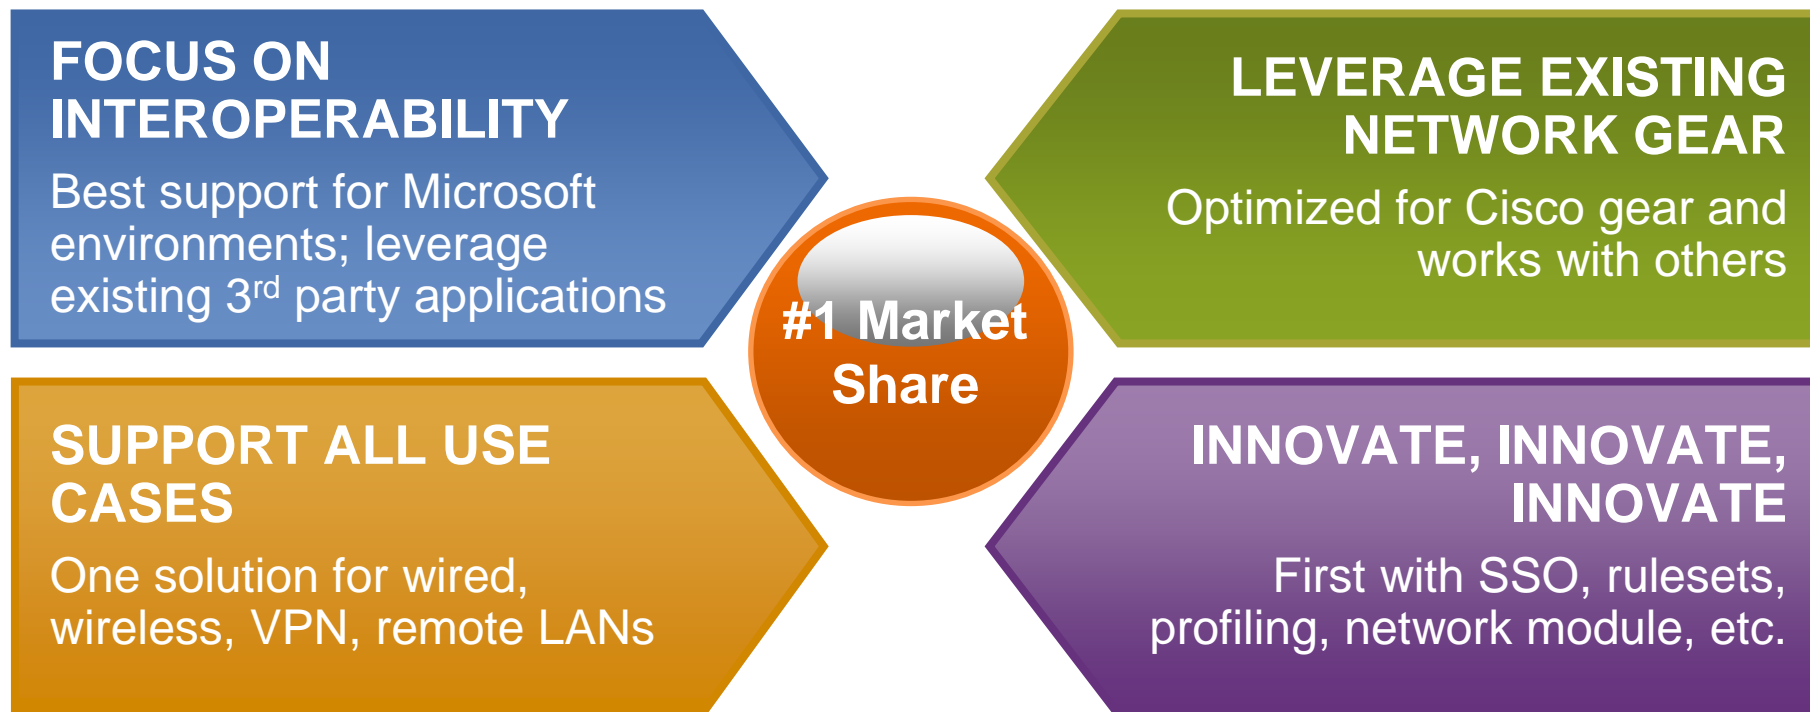 FOCUS ON
INTEROPERABILITY
Best support for Microsoft
environments; leverage
existing 3rd party applications
LEVERAGE EXISTING
NETWORK GEAR
Optimized for Cisco gear and
works with others
#1 Market
Share
SUPPORT ALL USE
CASES
One solution for wired,
wireless, VPN, remote LANs
INNOVATE, INNOVATE,
INNOVATE
First with SSO, rulesets,
profiling, network module, etc.